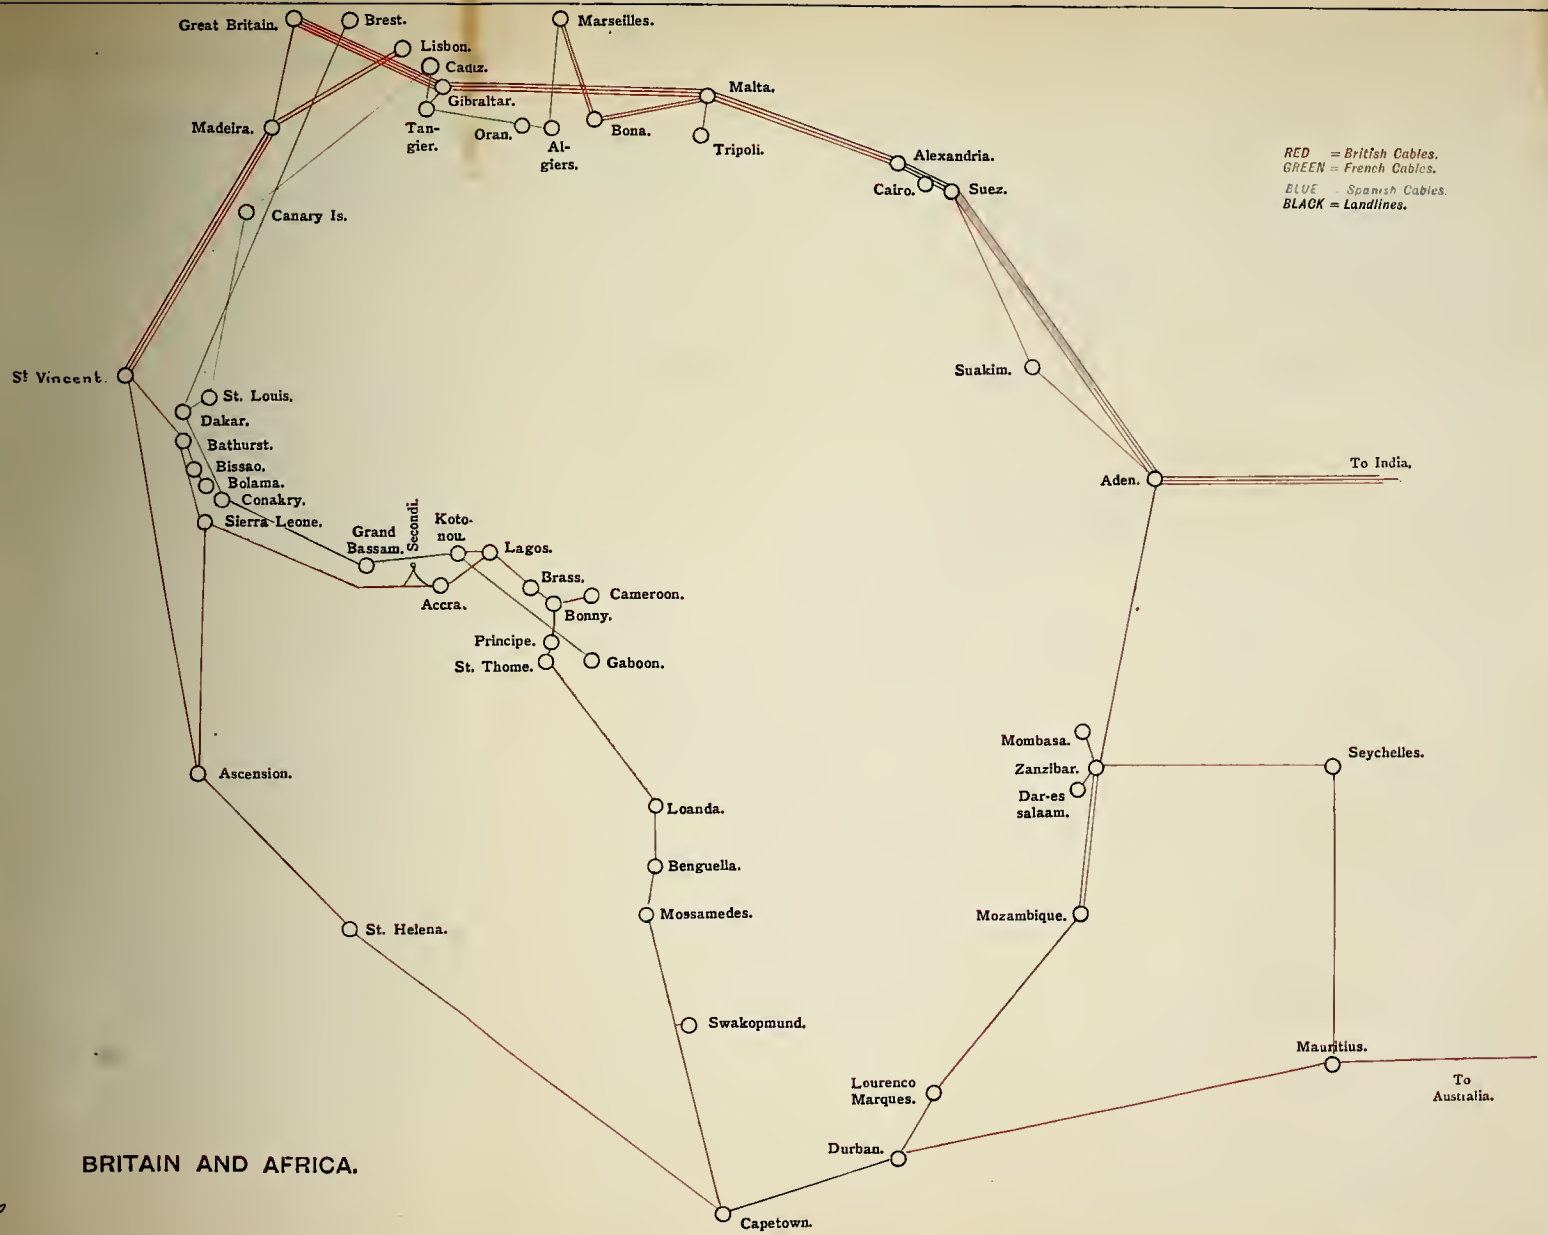 Great Britain.
Brest.
Marseilles.
Lisbon.
Cadiz.
Gibraltar.
Malta.
Madeira.
Tan-
gier.
Oran.
Al-
giers.
Bona.
Tripoli.
Alexandria.
Cairo.
Suez.
RED = British Cables.
GREEN = French Cables.
BLUE Spanish Cables.
BLACK = Landlines.
Canary Is.
St Vincent.
St. Louis.
Dakar.
Suakim.
Bathurst.
Bissao.
Bolama.
Conakry.
Sierra Leone.
To India.
Aden.
Grand
Bassam.
Secondi.
Koto-
nou.
Lagos.
Accra.
Brass.
Cameroon.
Bonny.
Principe.
St. Thome.
Gaboon.
Mombasa.
Zanzibar.
Dar-es
salaam.
Seychelles.
Ascension.
Loanda.
Benguella.
Mossamedes.
Mozambique.
St. Helena.
Swakopmund.
Mauritius.
To
Australia.
Lourenco
Marques.
Durban.
BRITAIN AND AFRICA.
Capetown.